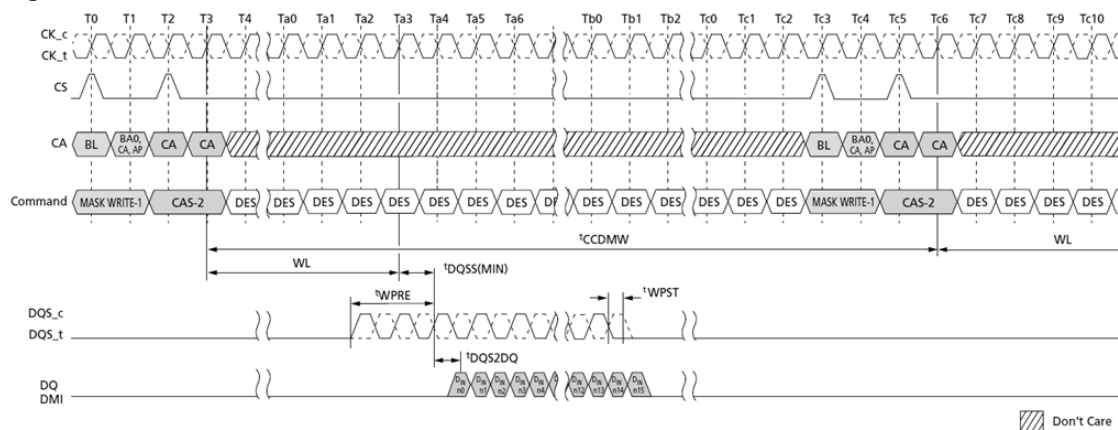 T0 T1 T2 T3 T4 Ta0 Ta1 Ta2 Ta3 Ta4 Ta5 Ta6 Tb0 Tb1 Tb2 Tc0 Tc1 Tc2 Tc3 Tc4 Tc5 Tc6 Tc7 Tc8 Tc9 Tc10
CK_c
CK_t
CS
CA BL BA0, CA, AP CA CA BL BA0, CA, AP CA CA
Command MASK WRITE-1 CAS-2 DES DES DES DES DES DES DES DES DES DES DES DES DES DES MASK WRITE-1 CAS-2 DES DES DES DES
tCCDMW
WL tDQSS(MIN) WL
tWPRE tWPST
DQS_c
DQS_t
tDQS2DQ
DQ
DMI
DIN n0 DIN n1 DIN n2 DIN n3 DIN n4 DIN n12 DIN n13 DIN n14 DIN n15
Don't Care